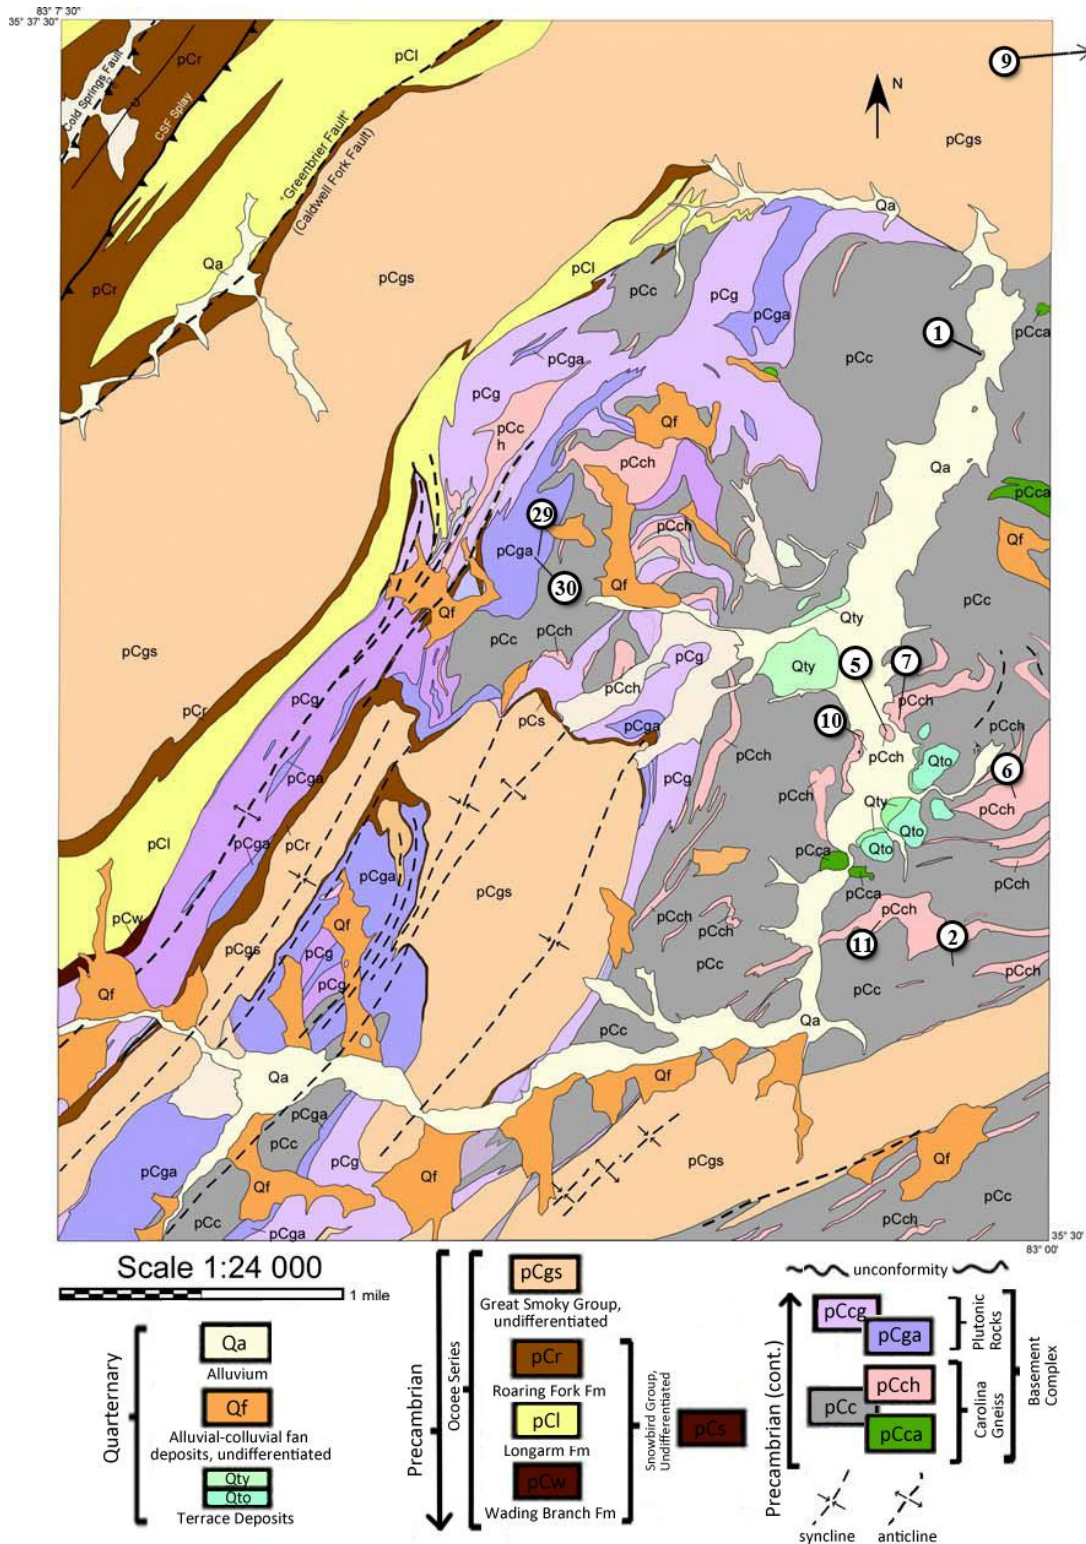 83° 7' 30"
35° 37' 30"
Cold Springs Fault
U
pCr
CSF Splay
pCl
"Greenbrier Fault"
(Caldwell Fork Fault)
9
N
pCgs
Qa
Qa
pCgs
pCr
pCl
pCc
pCg
pCga
pCc
1
pCca
pCga
pCg
pCc
h
Qf
pCch
Qa
pCca
29
pCga
30
pCch
Qf
Qf
Qf
pCc
pCc
pCch
Qty
pCgs
pCg
pCch
pCg
Qty
5
7
pCch
pCr
pCs
pCga
10
pCch
pCch
Qto
6
pCga
pCg
pCch
pCch
Qty
Qto
Qto
pCch
pCl
pCga
pCr
pCga
pCgs
pCca
pCca
pCch
pCw
pCgs
Qf
pCg
pCg
pCch
pCch
pCc
pCch
11
2
pCch
pCc
Qf
Qa
pCc
Qa
Qf
pCga
pCc
pCga
pCg
Qf
Qf
pCgs
Qf
pCc
pCc
pCga
pCch
pCc
35° 30'
83° 00'
Scale 1:24 000
1 mile
Quarternary
Qa
Alluvium
Qf
Alluvial-colluvial fan
deposits, undifferentiated
Qty
Qto
Terrace Deposits
Precambrian
Ocoee Series
pCgs
Great Smoky Group,
undifferentiated
pCr
Roaring Fork Fm
pCl
Longarm Fm
pCw
Wading Branch Fm
Snowbird Group,
Undifferentiated
pCs
unconformity
Precambrian (cont.)
pCcg
pCga
Plutonic
Rocks
pCc
pCch
pCca
Carolina
Gneiss
Basement
Complex
syncline
anticline